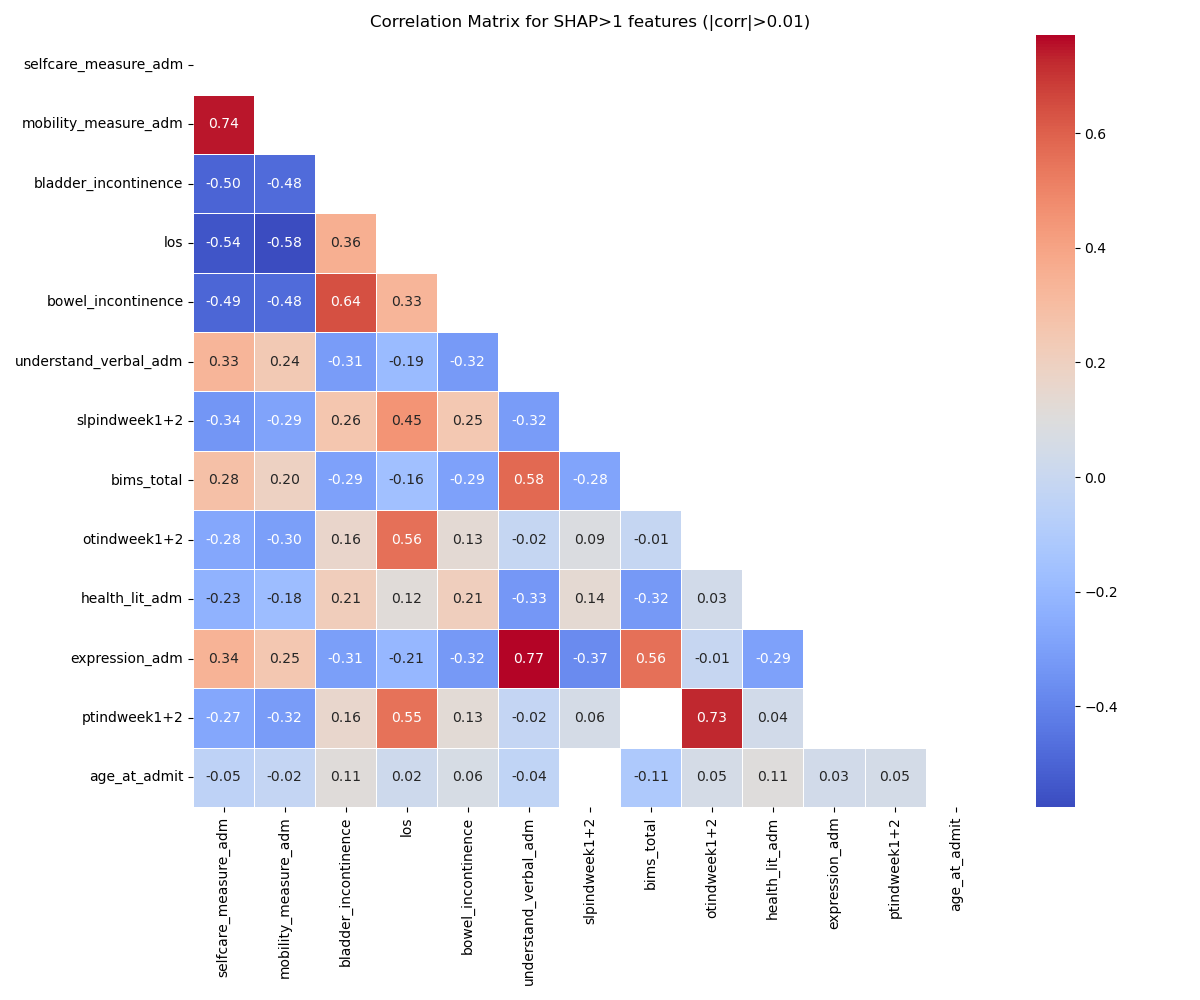 Correlation Matrix for SHAP>1 features (|corr|>0.01)
selfcare_measure_adm
mobility_measure_adm 0.74
bladder_incontinence -0.50 -0.48
los -0.54 -0.58 0.36
bowel_incontinence -0.49 -0.48 0.64 0.33
understand_verbal_adm 0.33 0.24 -0.31 -0.19 -0.32
slpindweek1+2 -0.34 -0.29 0.26 0.45 0.25 -0.32
bims_total 0.28 0.20 -0.29 -0.16 -0.29 0.58 -0.28
otindweek1+2 -0.28 -0.30 0.16 0.56 0.13 -0.02 0.09 -0.01
health_lit_adm -0.23 -0.18 0.21 0.12 0.21 -0.33 0.14 -0.32 0.03
expression_adm 0.34 0.25 -0.31 -0.21 -0.32 0.77 -0.37 0.56 -0.01 -0.29
ptindweek1+2 -0.27 -0.32 0.16 0.55 0.13 -0.02 0.06 0.73 0.04
age_at_admit -0.05 -0.02 0.11 0.02 0.06 -0.04 -0.11 0.05 0.11 0.03 0.05
selfcare_measure_adm
mobility_measure_adm
bladder_incontinence
los
bowel_incontinence
understand_verbal_adm
slpindweek1+2
bims_total
otindweek1+2
health_lit_adm
expression_adm
ptindweek1+2
age_at_admit
0.6
0.4
0.2
0.0
−0.2
−0.4